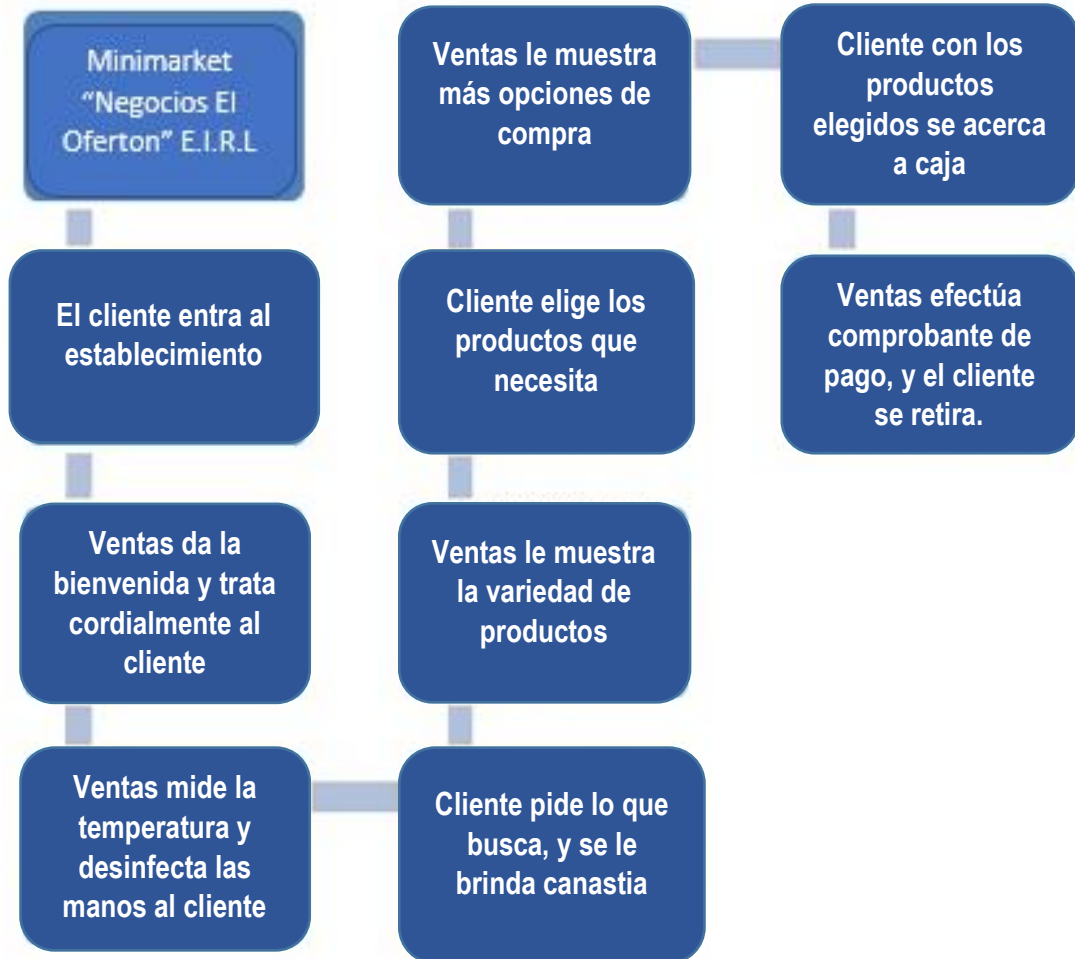 Minimarket
“Negocios El
Oferton” E.I.R.L
El cliente entra al
establecimiento
Ventas da la
bienvenida y trata
cordialmente al
cliente
Ventas mide la
temperatura y
desinfecta las
manos al cliente
Cliente pide lo que
busca, y se le
brinda canastia
Ventas le muestra
la variedad de
productos
Cliente elige los
productos que
necesita
Ventas le muestra
más opciones de
compra
Cliente con los
productos
elegidos se acerca
a caja
Ventas efectúa
comprobante de
pago, y el cliente
se retira.